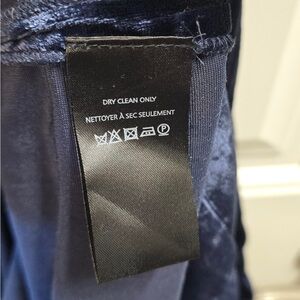 DRY CLEAN ONLY
NETTOYER À SEC SEULEMENT